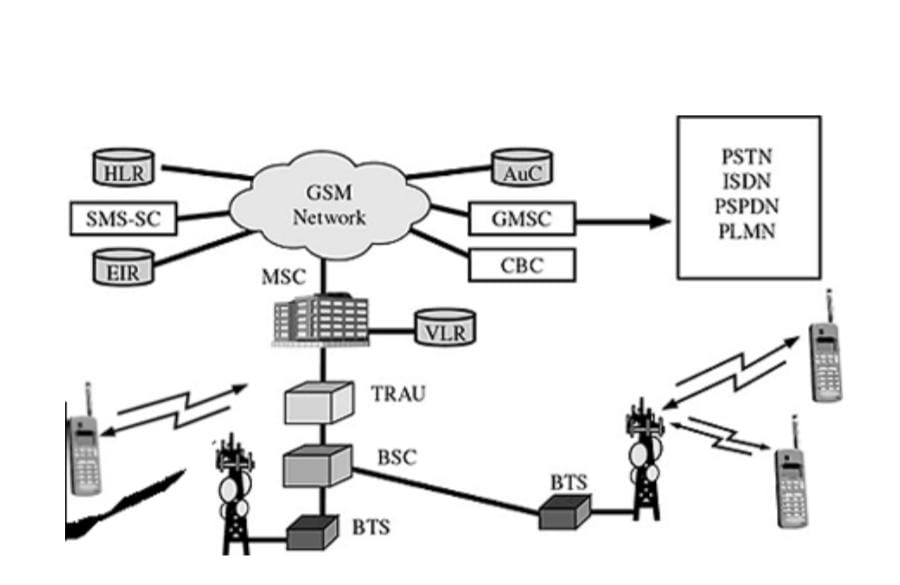 HLR
SMS-SC
EIR
GSM
Network
AuC
GMSC
CBC
PSTN
ISDN
PSPDN
PLMN
MSC
VLR
TRAU
BSC
BTS
BTS